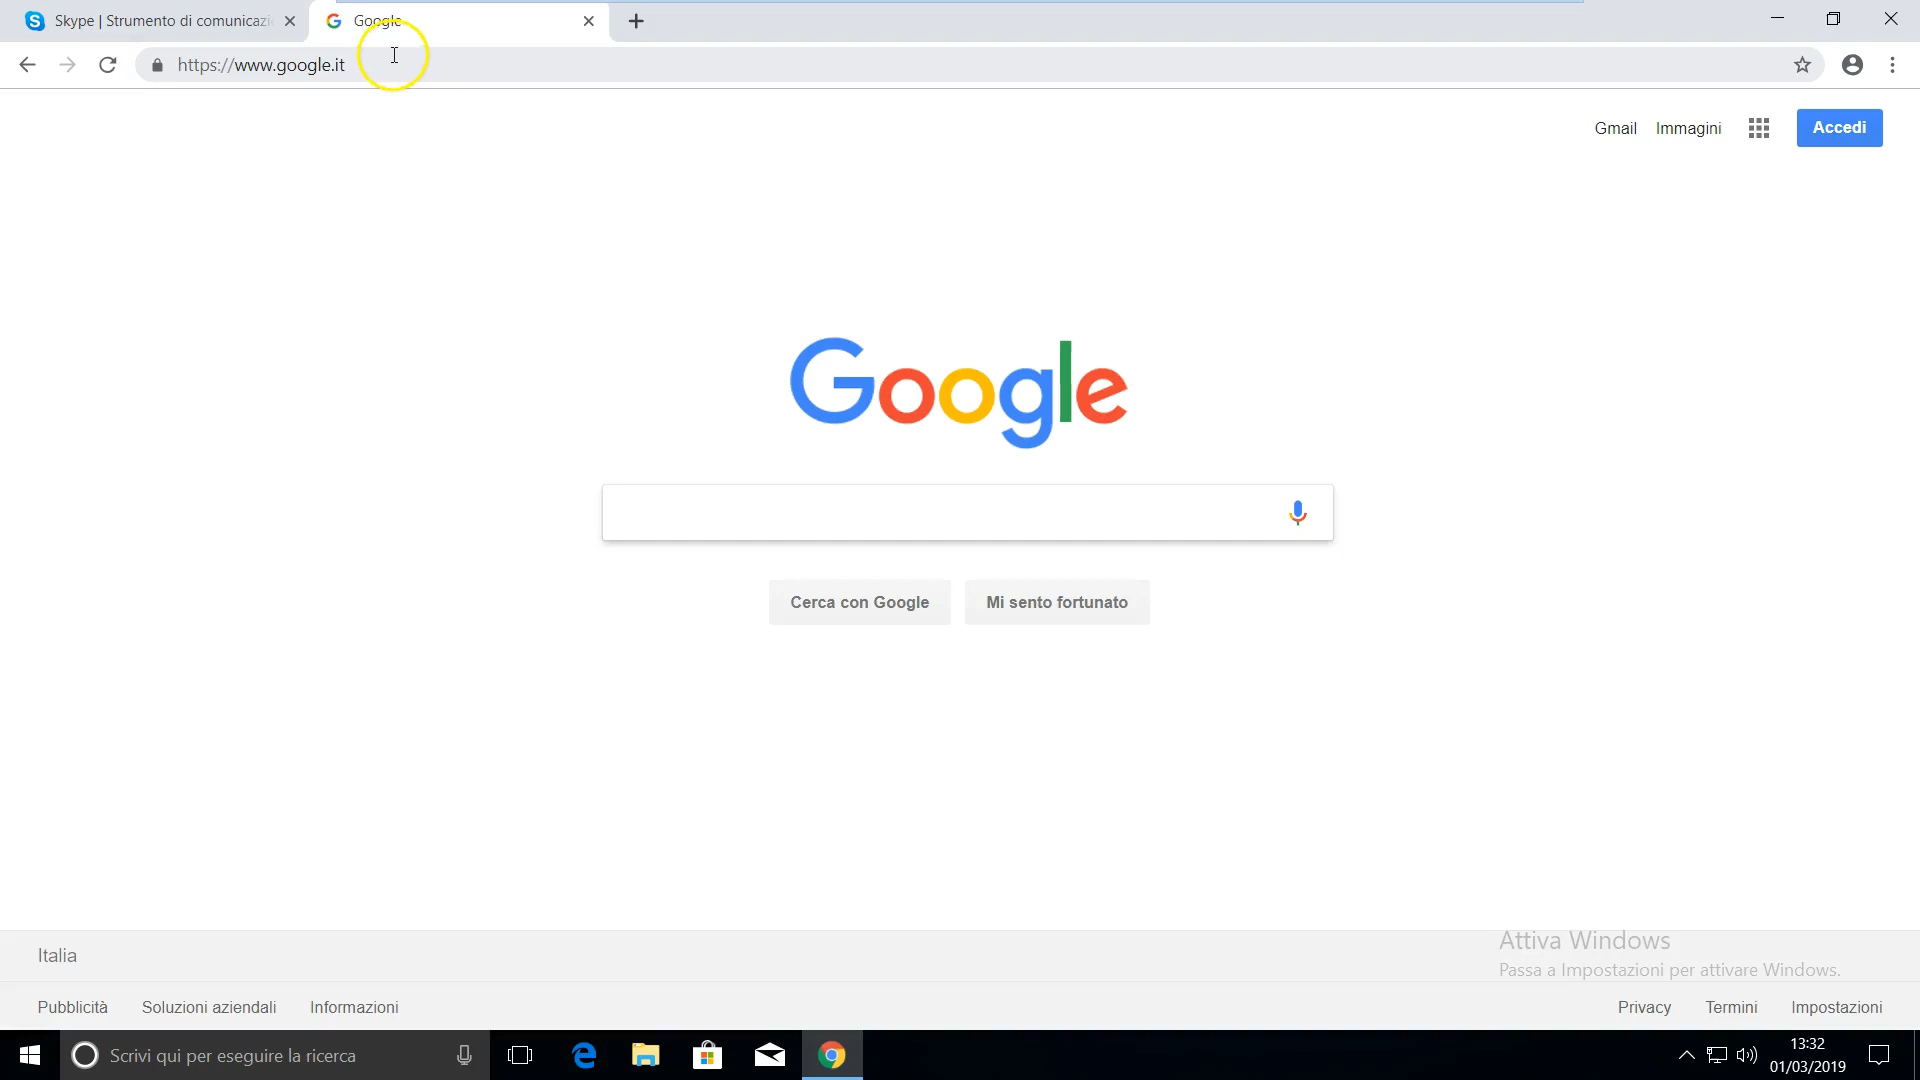 Skype | Strumento di comunicazi
Google
https://www.google.it
Gmail Immagini Accedi
Google
Cerca con Google Mi sento fortunato
Italia
Attiva Windows
Passa a Impostazioni per attivare Windows.
Pubblicità Soluzioni aziendali Informazioni
Privacy Termini Impostazioni
Scrivi qui per eseguire la ricerca
13:32
01/03/2019